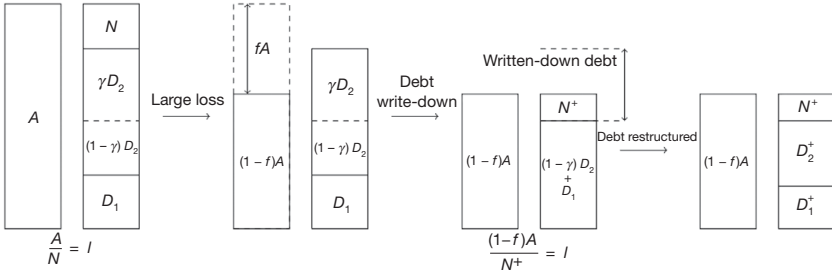 A
N
γD₂
(1 − γ) D₂
D₁
A/N = l
Large loss
fA
(1 − f)A
γD₂
(1 − γ) D₂
D₁
Debt
write-down
Written-down debt
(1 − f)A
N⁺
(1 − γ) D₂
+
D₁
(1−f)A/N⁺ = l
Debt restructured
(1 − f)A
N⁺
D₂⁺
D₁⁺